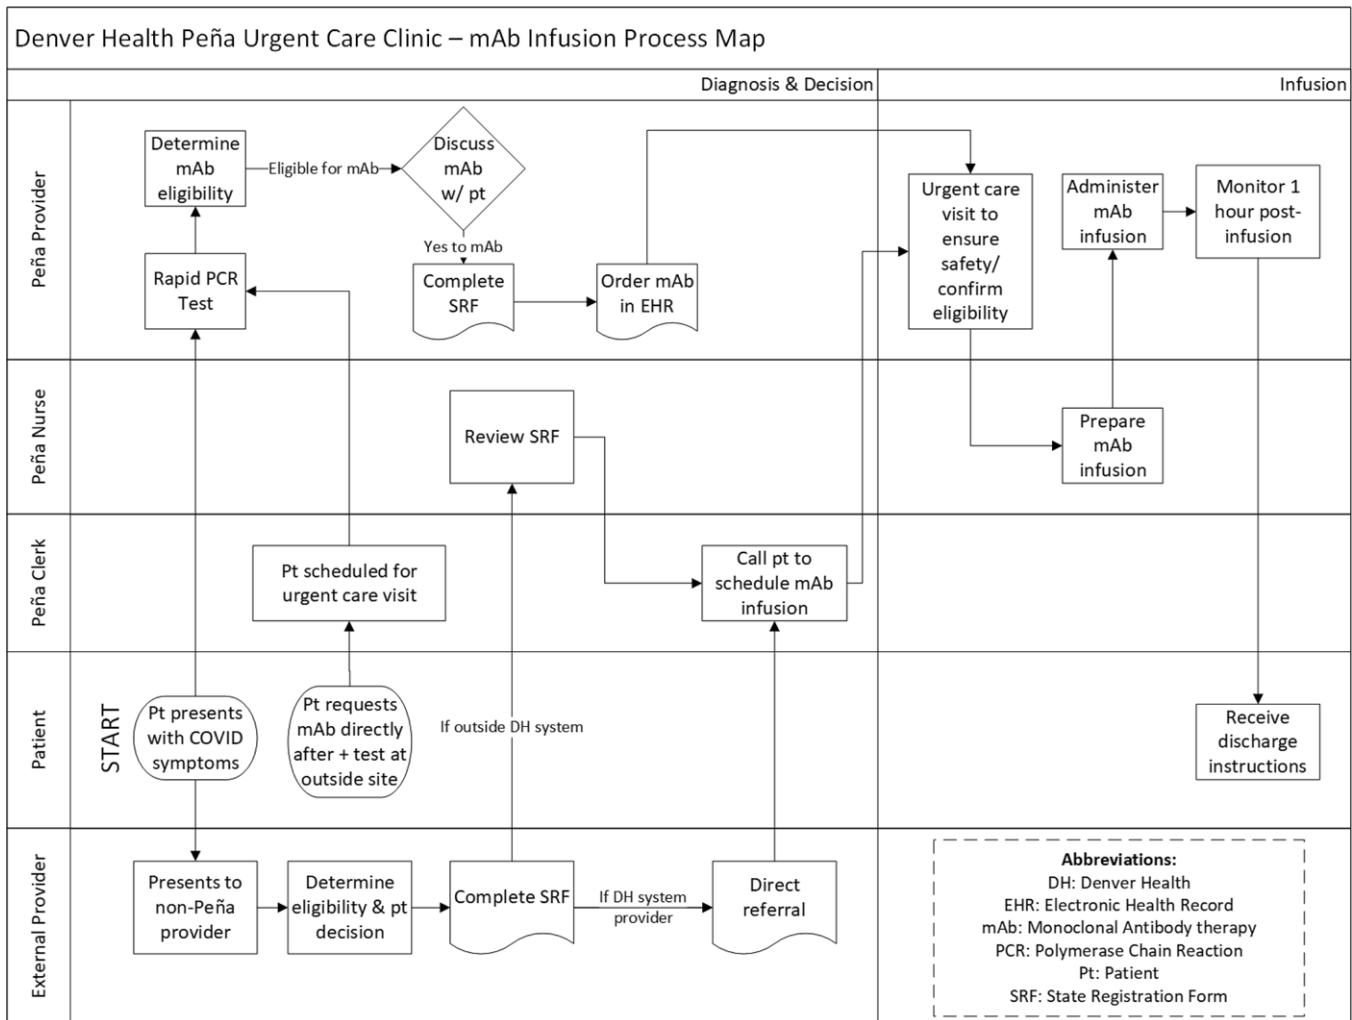 Denver Health Peña Urgent Care Clinic – mAb Infusion Process Map
Diagnosis & Decision
Infusion
Peña Provider
Determine
mAb
eligibility
Eligible for mAb
Discuss
mAb
w/ pt
Yes to mAb
Rapid PCR
Test
Complete
SRF
Order mAb
in EHR
Urgent care
visit to
ensure
safety/
confirm
eligibility
Administer
mAb
infusion
Monitor 1
hour post-
infusion
Peña Nurse
Review SRF
Prepare
mAb
infusion
Peña Clerk
Pt scheduled for
urgent care visit
Call pt to
schedule mAb
infusion
Patient
START
Pt presents
with COVID
symptoms
Pt requests
mAb directly
after + test at
outside site
If outside DH system
Receive
discharge
instructions
External Provider
Presents to
non-Peña
provider
Determine
eligibility & pt
decision
Complete SRF
If DH system
provider
Direct
referral
Abbreviations:
DH: Denver Health
EHR: Electronic Health Record
mAb: Monoclonal Antibody therapy
PCR: Polymerase Chain Reaction
Pt: Patient
SRF: State Registration Form